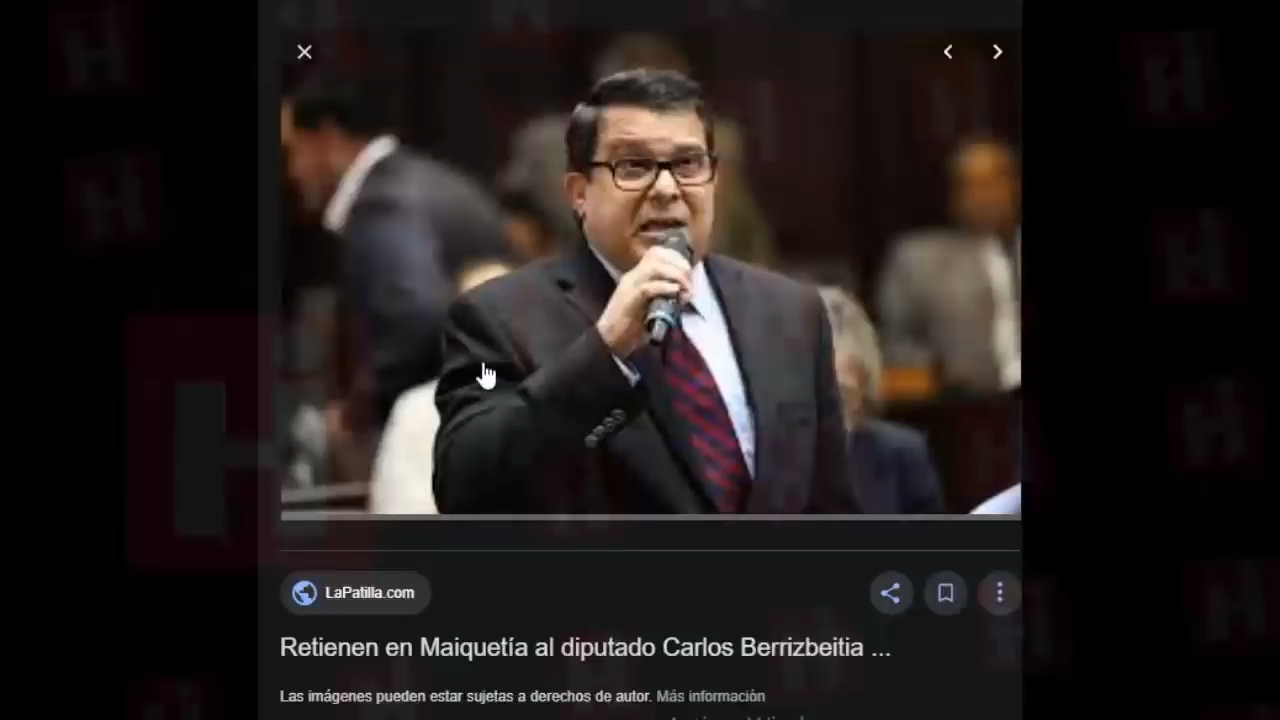 LaPatilla.com
Retienen en Maiquetía al diputado Carlos Berrizbeitia ...
Las imágenes pueden estar sujetas a derechos de autor. Más información